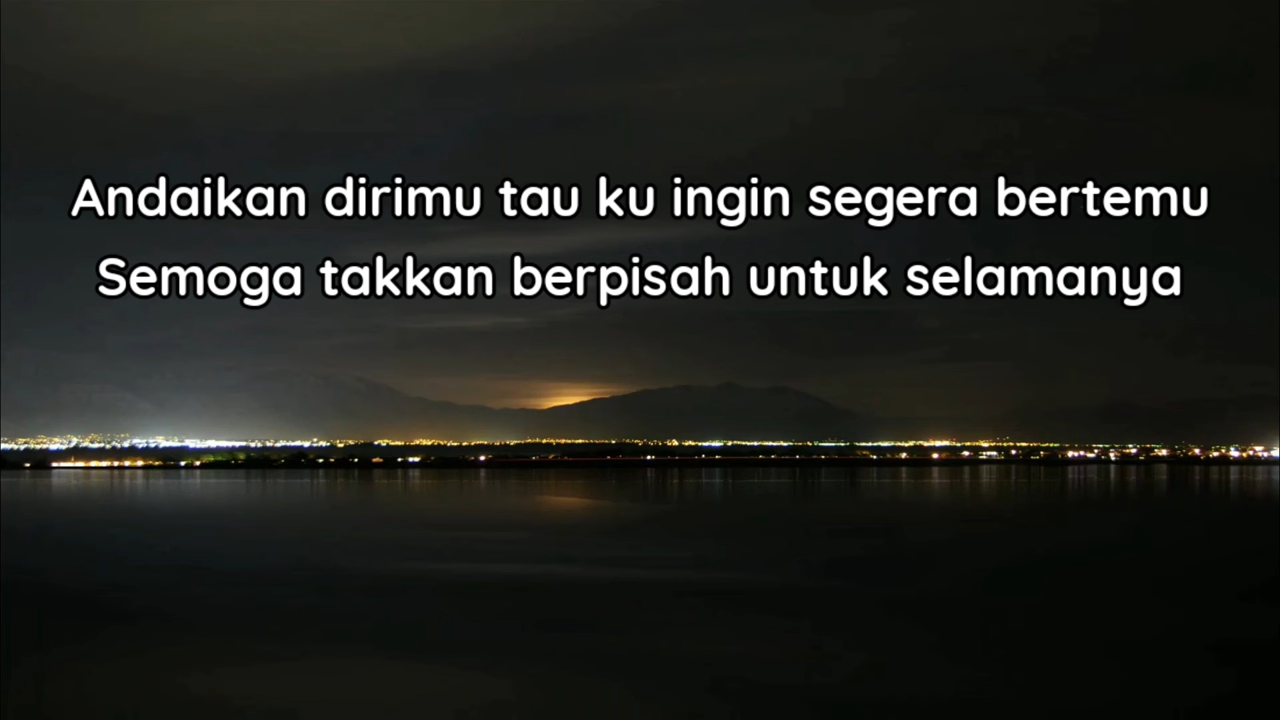 Andaikan dirimu tau ku ingin segera bertemu
Semoga takkan berpisah untuk selamanya